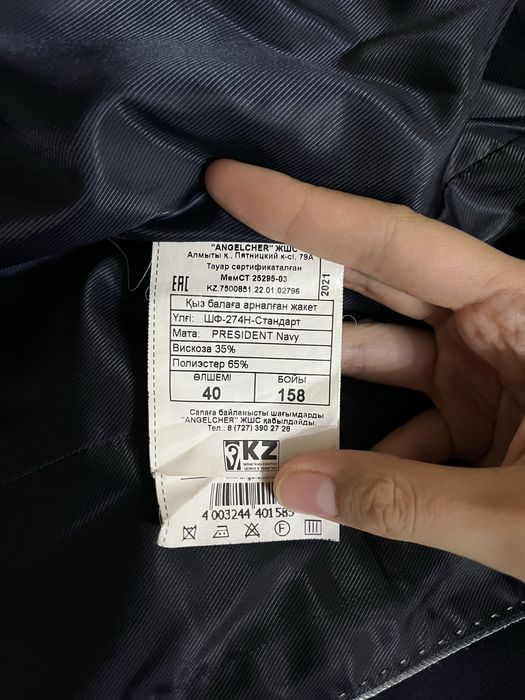 "ANGELCHER" ЖШС
Алматы қ., Пятницкий к-сі, 79А
Тауар сертификатталған
МемСТ 25295-03
KZ.7500851.22.01.02796
ЕАС
2021
Қыз балаға арналған жакет
Үлгі: ШФ-274Н-Стандарт
Мата: PRESIDENT Navy
Вискоза 35%
Полиэстер 65%
ӨЛШЕМІ БОЙЫ
40 158
Сапаға байланысты шағымдарды
"ANGELCHER" ЖШС қабылдайды.
Тел.: 8 (727) 390 27 28
KZ
4 003244 401585
F